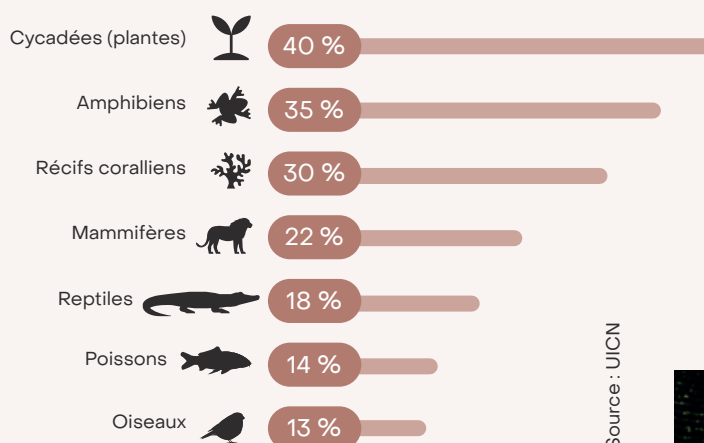 Cycadées (plantes)
40 %
Amphibiens
35 %
Récifs coralliens
30 %
Mammifères
22 %
Reptiles
18 %
Poissons
14 %
Oiseaux
13 %
Source : UICN